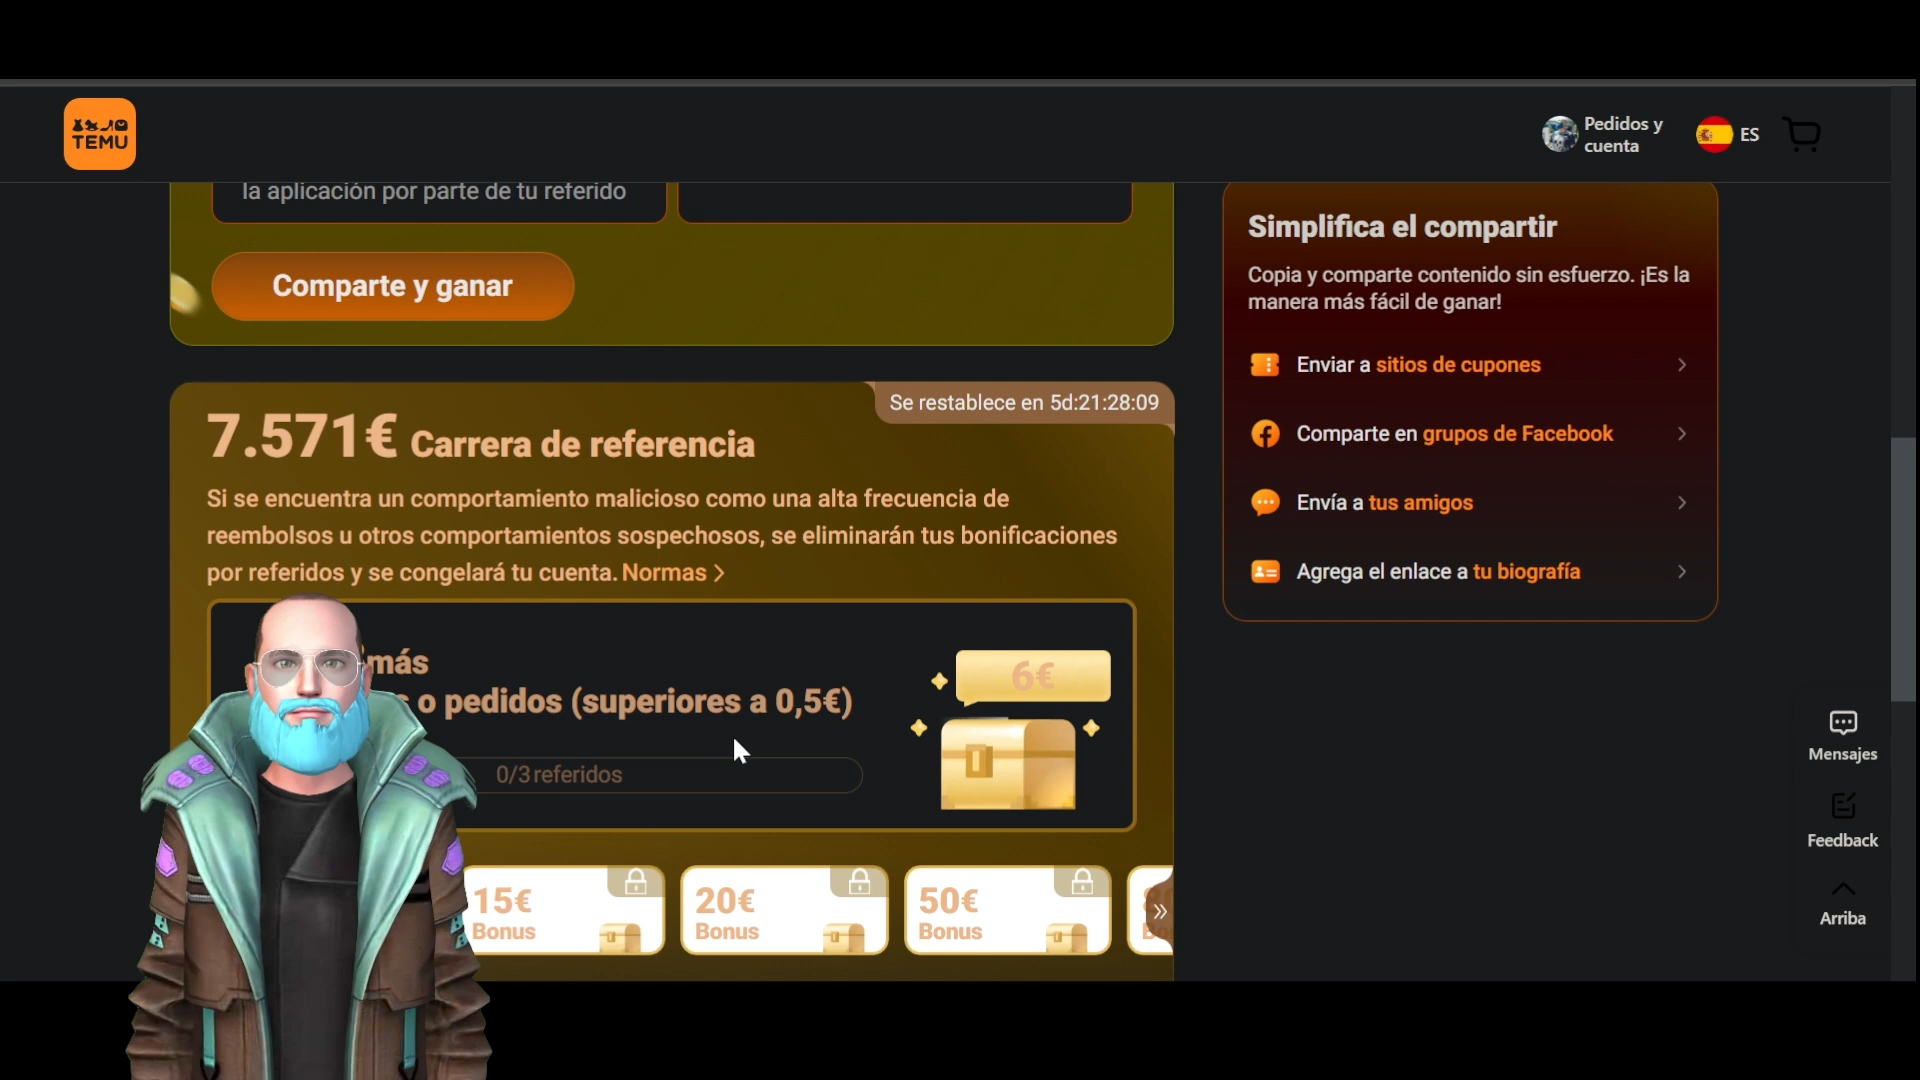 TEMU
Pedidos y
cuenta
ES
la aplicación por parte de tu referido
Comparte y ganar
Se restablece en 5d:21:28:09
7.571€ Carrera de referencia
Si se encuentra un comportamiento malicioso como una alta frecuencia de
reembolsos u otros comportamientos sospechosos, se eliminarán tus bonificaciones
por referidos y se congelará tu cuenta. Normas >
más
o pedidos (superiores a 0,5€)
0/3 referidos
6€
15€
Bonus
20€
Bonus
50€
Bonus
Simplifica el compartir
Copia y comparte contenido sin esfuerzo. ¡Es la
manera más fácil de ganar!
Enviar a sitios de cupones
Comparte en grupos de Facebook
Envía a tus amigos
Agrega el enlace a tu biografía
Mensajes
Feedback
Arriba